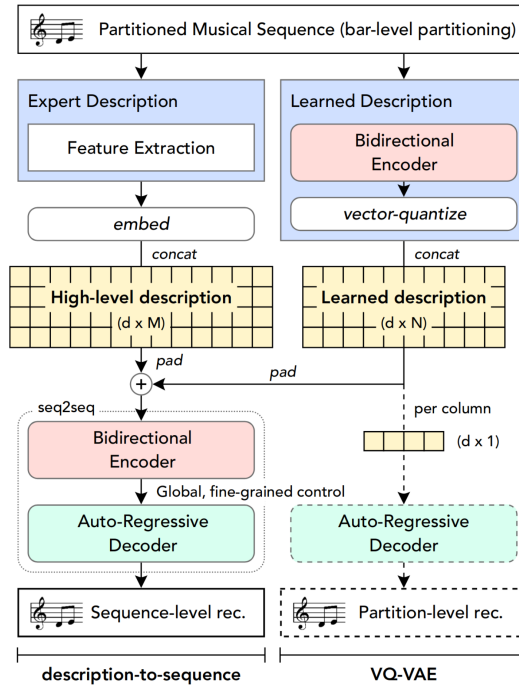 Partitioned Musical Sequence (bar-level partitioning)
Expert Description
Feature Extraction
embed
concat
High-level description
(d x M)
pad
Learned Description
Bidirectional
Encoder
vector-quantize
concat
Learned description
(d x N)
pad
+
seq2seq
Bidirectional
Encoder
Global, fine-grained control
Auto-Regressive
Decoder
Sequence-level rec.
description-to-sequence
per column
(d x 1)
Auto-Regressive
Decoder
Partition-level rec.
VQ-VAE